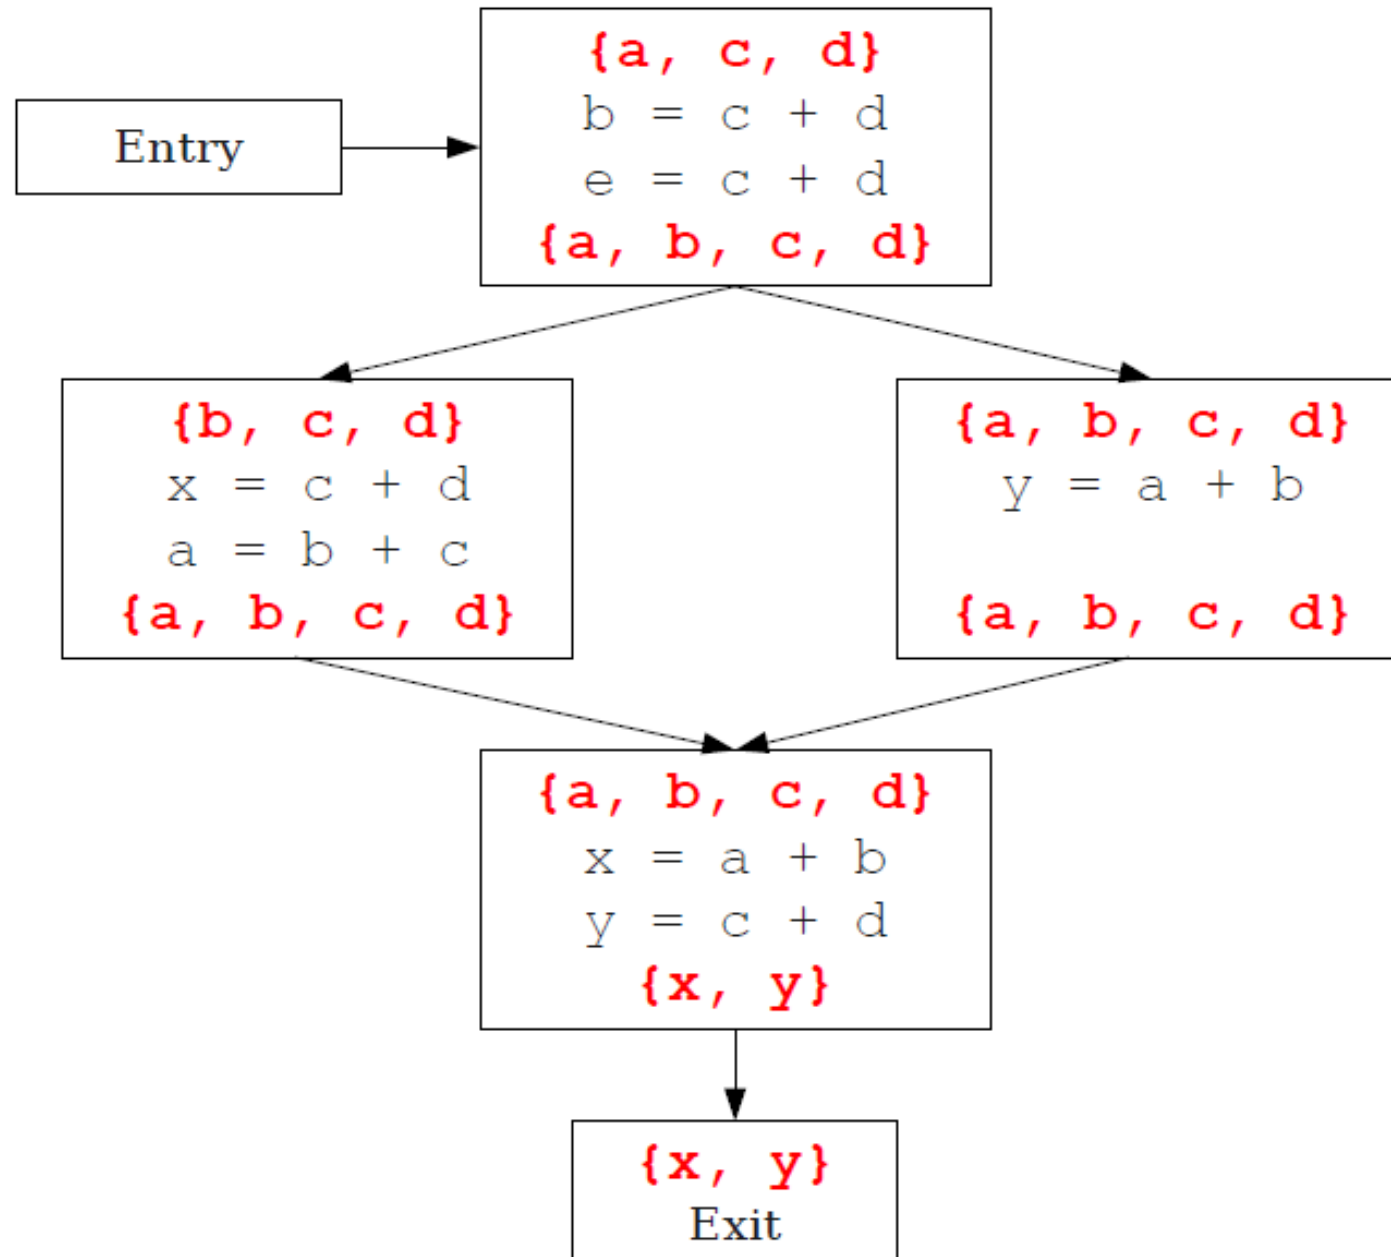 {a, c, d}
b = c + d
Entry
e = c + d
{a, b, c, d}
{b, c, d}
x = c + d
a = b + c
{a, b, c, d}
{a, b, c, d}
y = a + b
{a, b, c, d}
{a, b, c, d}
x = a + b
y = c + d
{x, y}
{x, y}
Exit